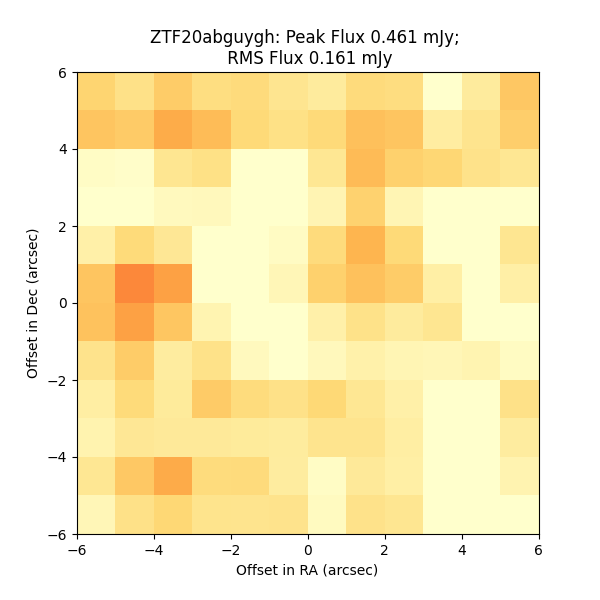 ZTF20abguygh: Peak Flux 0.461 mJy;
RMS Flux 0.161 mJy
6
4
2
0
−2
−4
−6
Offset in Dec (arcsec)
−6 −4 −2 0 2 4 6
Offset in RA (arcsec)